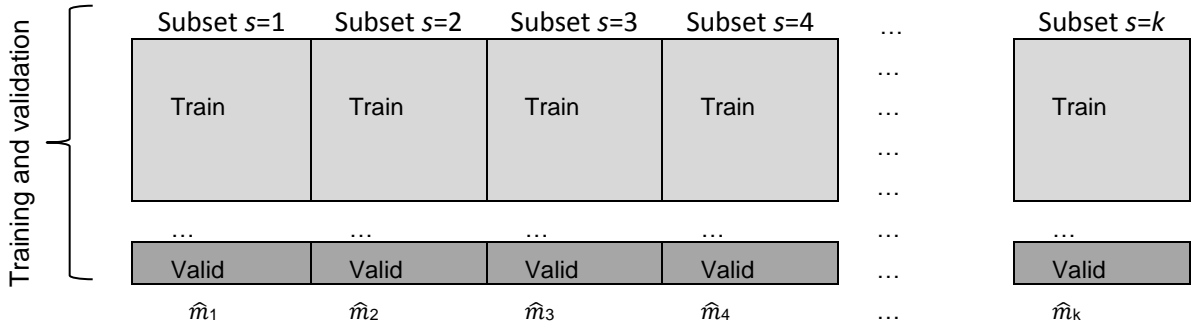 Training and validation
Subset s=1 Subset s=2 Subset s=3 Subset s=4 … Subset s=k
…
Train Train Train Train … Train
…
…
… … … … … …
Valid Valid Valid Valid … Valid
m̂1 m̂2 m̂3 m̂4 … m̂k